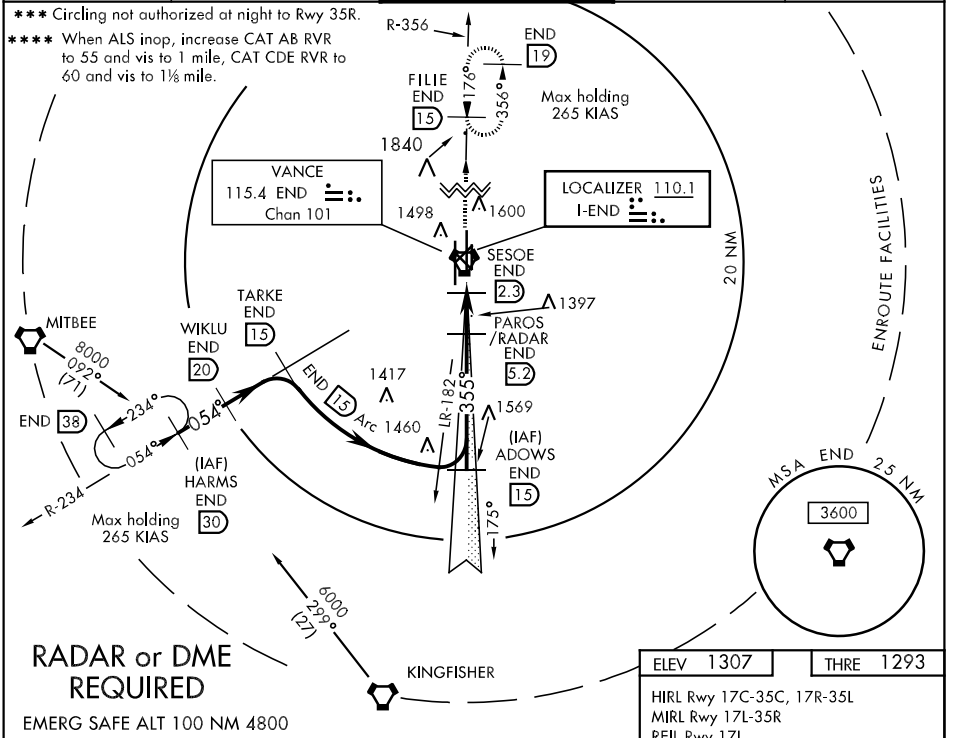 *** Circling not authorized at night to Rwy 35R.
**** When ALS inop, increase CAT AB RVR
to 55 and vis to 1 mile, CAT CDE RVR to
60 and vis to 1⅛ mile.
R-356
END
19
FILIE
END
15
176°
356°
Max holding
265 KIAS
1840
VANCE
115.4 END
Chan 101
LOCALIZER 110.1
I-END
1498
1600
SESOE
END
2.3
20 NM
ENROUTE FACILITIES
TARKE
END
15
1397
MITBEE
WIKLU
END
20
PAROS
/RADAR
END
5.2
8000
092°
(71)
END 15 Arc
1417
LR-182
355°
END 38
234°
054°
054°
1460
1569
(IAF)
ADOWS
END
15
(IAF)
HARMS
END
30
R-234
Max holding
265 KIAS
175°
MSA END 25 NM
3600
6000
299°
(27)
RADAR or DME
REQUIRED
KINGFISHER
EMERG SAFE ALT 100 NM 4800
ELEV 1307
THRE 1293
HIRL Rwy 17C-35C, 17R-35L
MIRL Rwy 17L-35R
REIL Rwy 17L